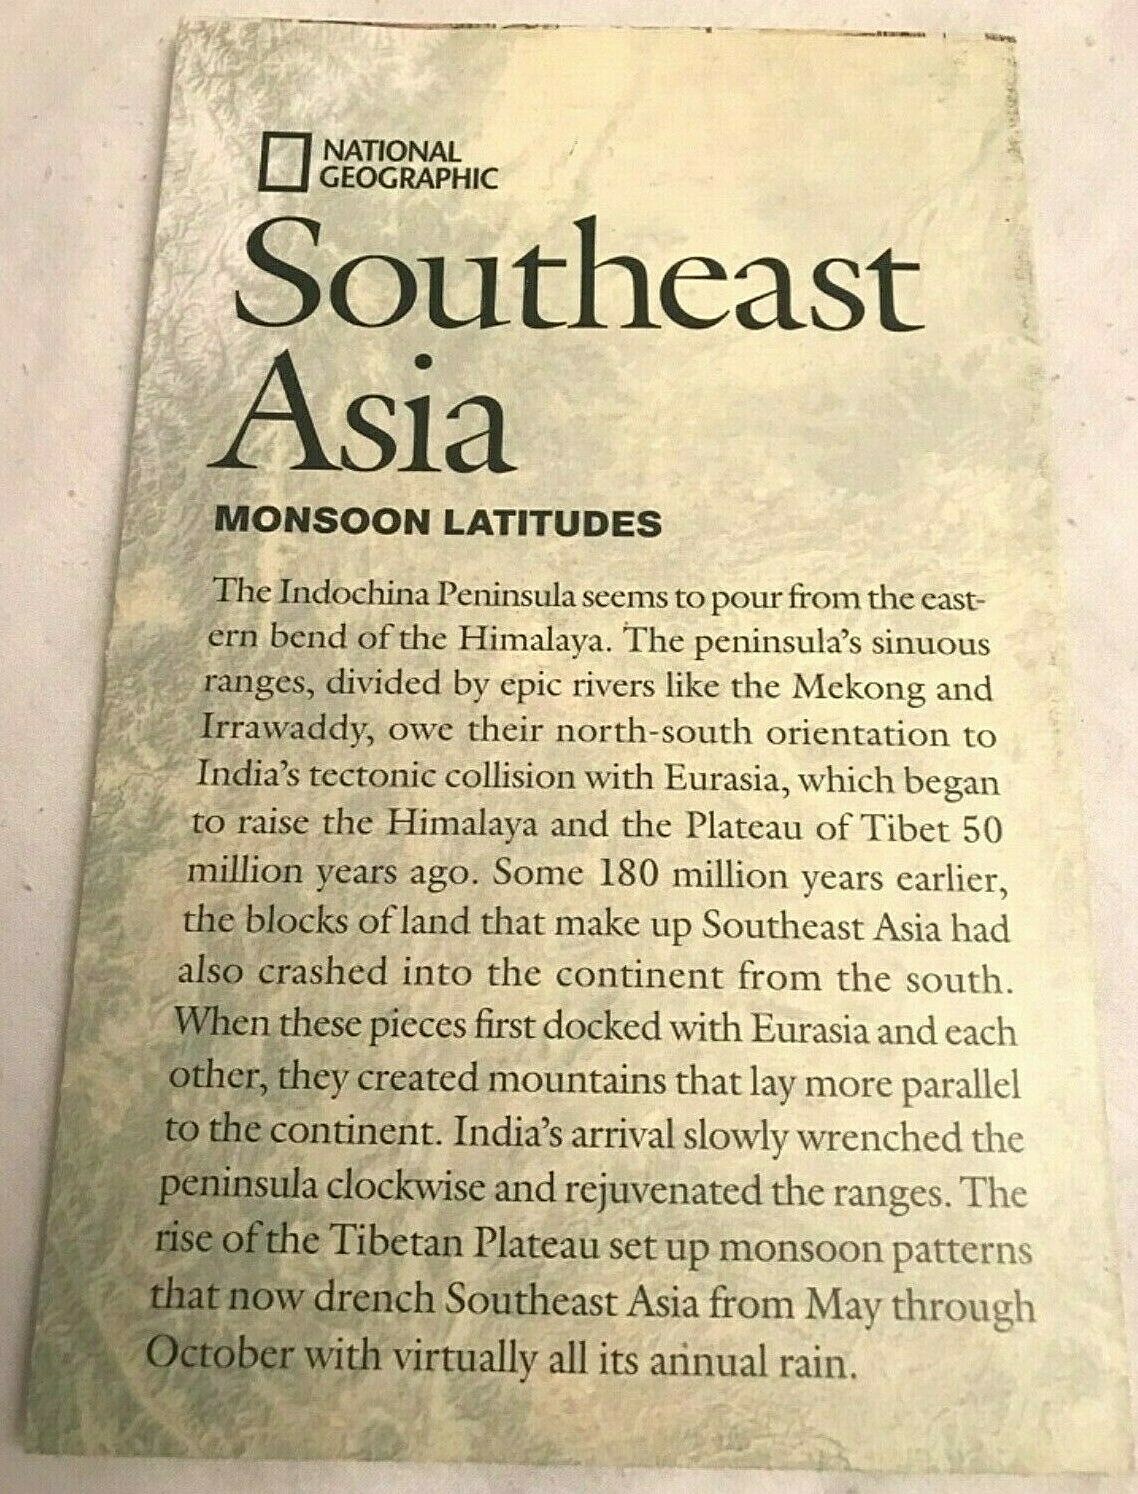 NATIONAL
GEOGRAPHIC
Southeast
Asia
MONSOON LATITUDES
The Indochina Peninsula seems to pour from the east-
ern bend of the Himalaya. The peninsula's sinuous
ranges, divided by epic rivers like the Mekong and
Irrawaddy, owe their north-south orientation to
India's tectonic collision with Eurasia, which began
to raise the Himalaya and the Plateau of Tibet 50
million years ago. Some 180 million years earlier,
the blocks of land that make up Southeast Asia had
also crashed into the continent from the south.
When these pieces first docked with Eurasia and each
other, they created mountains that lay more parallel
to the continent. India's arrival slowly wrenched the
peninsula clockwise and rejuvenated the ranges. The
rise of the Tibetan Plateau set up monsoon patterns
that now drench Southeast Asia from May through
October with virtually all its annual rain.